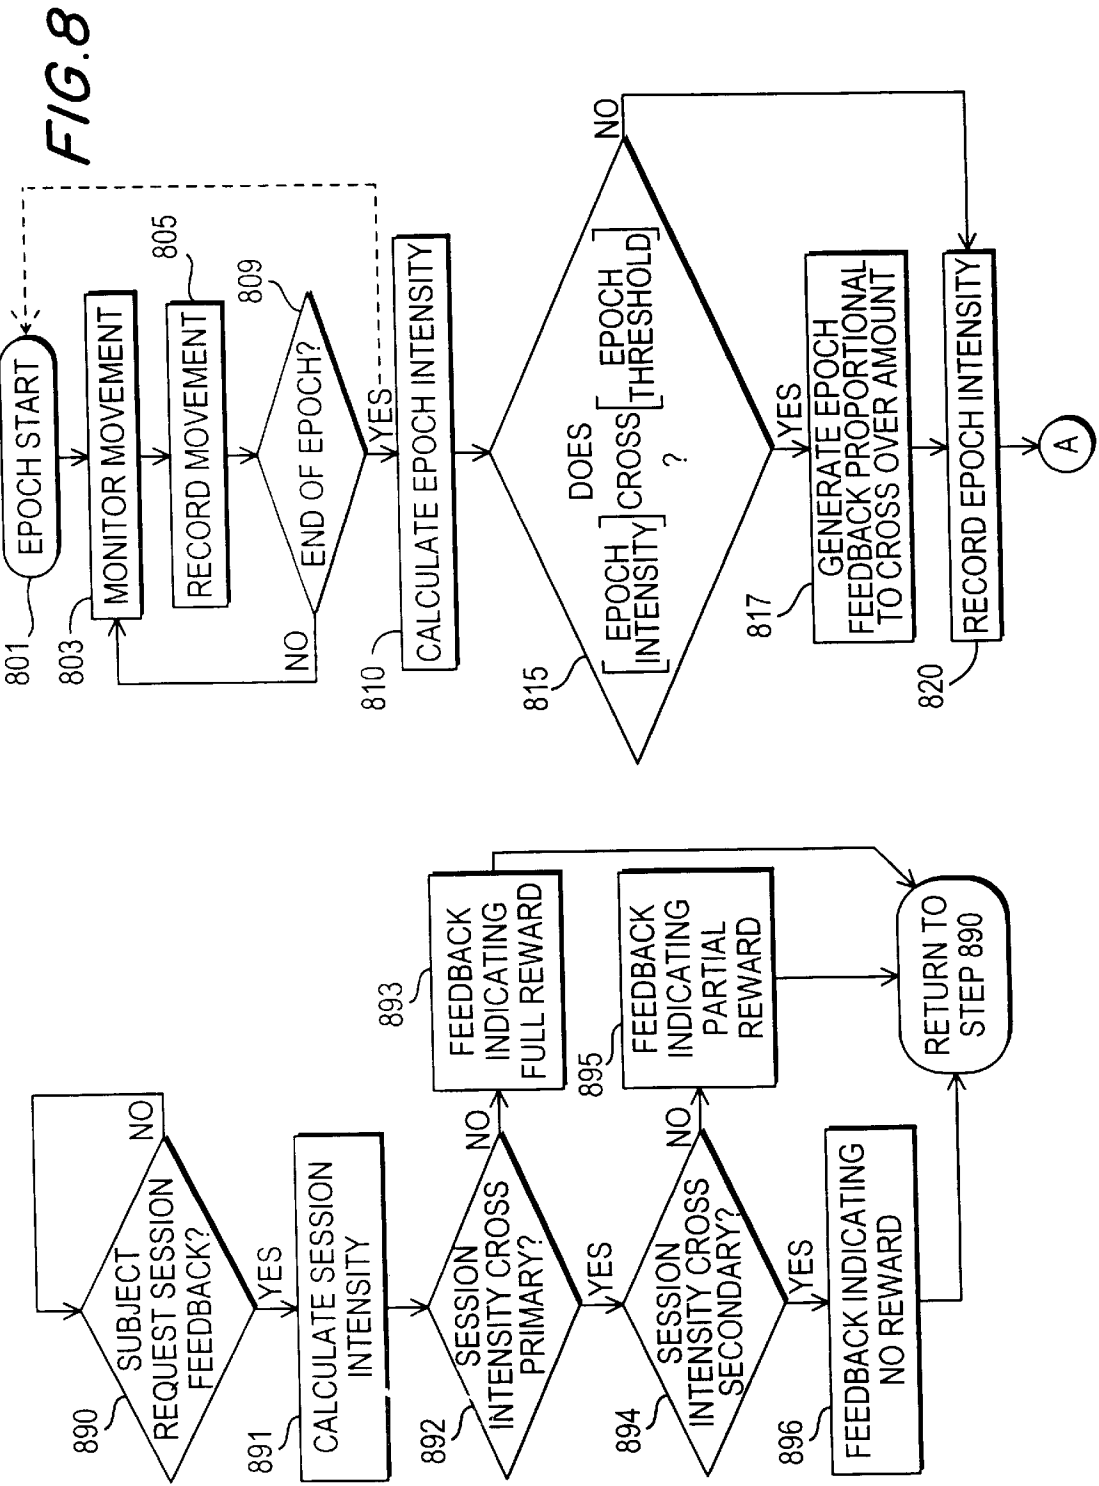 FIG.8
801
EPOCH START
803
MONITOR MOVEMENT
805
RECORD MOVEMENT
809
END OF EPOCH?
NO
YES
810
CALCULATE EPOCH INTENSITY
815
DOES
[EPOCH INTENSITY] CROSS [EPOCH THRESHOLD]
?
NO
YES
817
GENERATE EPOCH
FEEDBACK PROPORTIONAL
TO CROSS OVER AMOUNT
820
RECORD EPOCH INTENSITY
A
890
SUBJECT
REQUEST SESSION
FEEDBACK?
NO
YES
891
CALCULATE SESSION
INTENSITY
892
SESSION
INTENSITY CROSS
PRIMARY?
NO
YES
893
FEEDBACK
INDICATING
FULL REWARD
894
SESSION
INTENSITY CROSS
SECONDARY?
NO
YES
895
FEEDBACK
INDICATING
PARTIAL
REWARD
896
FEEDBACK INDICATING
NO REWARD
RETURN TO
STEP 890